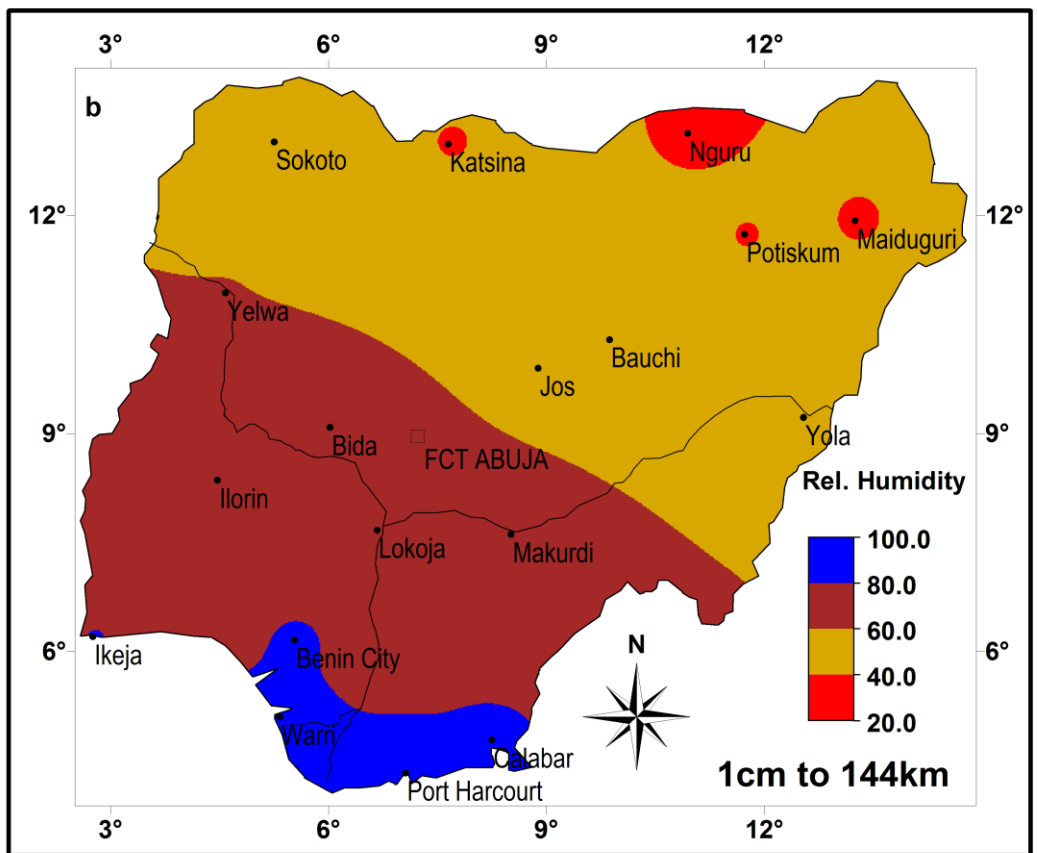 3° 6° 9° 12°
b
Sokoto
Katsina
Nguru
12° 12°
Potiskum
Maiduguri
Yelwa
Bauchi
Jos
9° 9°
Bida
FCT ABUJA
Yola
Rel. Humidity
Ilorin
100.0
Lokoja
Makurdi
80.0
60.0
6° 6°
Ikeja
Benin City
N
40.0
20.0
Warri
Calabar
1cm to 144km
Port Harcourt
3° 6° 9° 12°